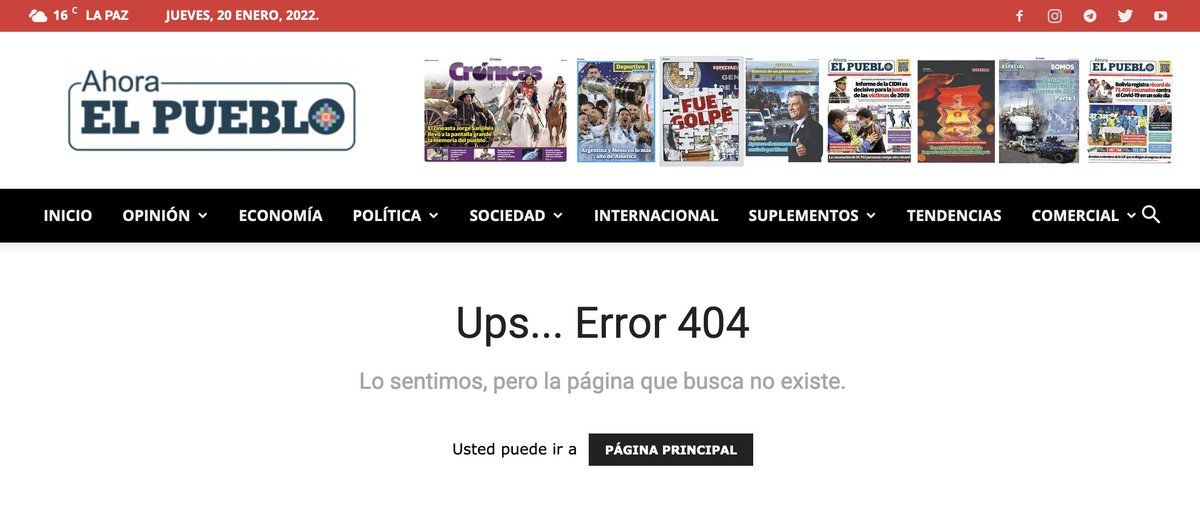 16 C LA PAZ JUEVES, 20 ENERO, 2022.
Ahora
EL PUEBLO
Crónicas
El cineasta Jorge Sanjinés
llevó a la pantalla grande
la memoria del pueblo
Deportivo
Argentina y Messi en lo más
alto de América
ESPECIAL
FUE
GOLPE
EL PUEBLO
Informe de la CIDH es
decisivo para la justicia
de las víctimas de 2019
ESPECIAL
SOMOS
Parte I
EL PUEBLO
Bolivia registra récord de
73.405 vacunados contra
el Covid-19 en un solo día
INICIO OPINIÓN ECONOMÍA POLÍTICA SOCIEDAD INTERNACIONAL SUPLEMENTOS TENDENCIAS COMERCIAL
Ups... Error 404
Lo sentimos, pero la página que busca no existe.
Usted puede ir a PÁGINA PRINCIPAL